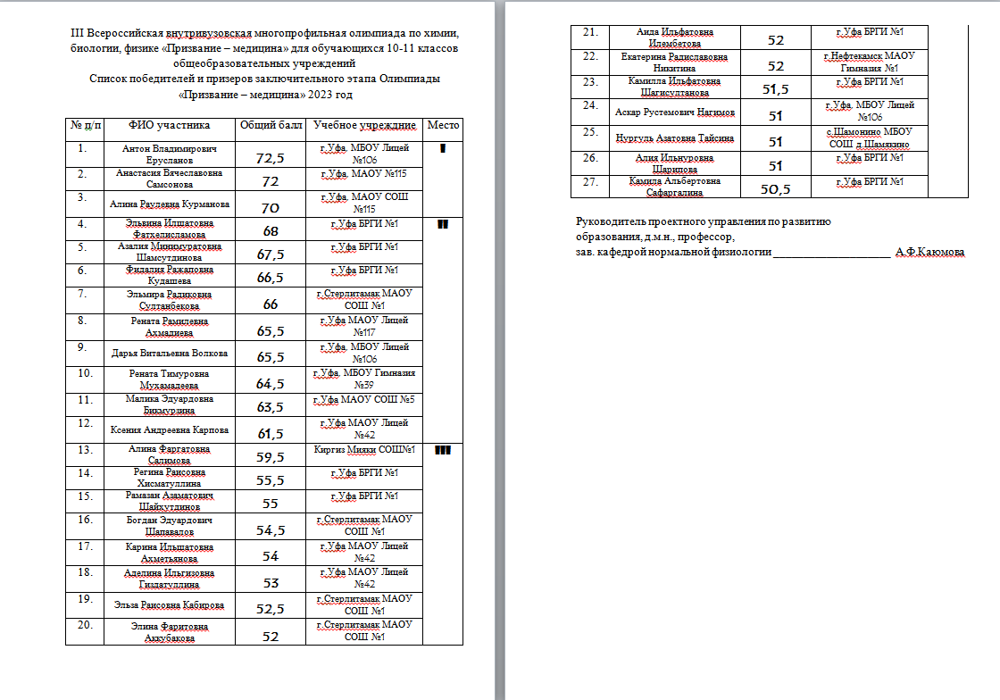 III Всероссийская внутривузовская многопрофильная олимпиада по химии,
биологии, физике «Призвание – медицина» для обучающихся 10-11 классов
общеобразовательных учреждений
Список победителей и призеров заключительного этапа Олимпиады
«Призвание – медицина» 2023 год
№ п/п ФИО участника Общий балл Учебное учреждние Место
1. Антон Владимирович Ерусланов 72,5 г.Уфа, МБОУ Лицей №106 I
2. Анастасия Вячеславовна Самсонова 72 г.Уфа, МАОУ №115
3. Алина Раулевна Курманова 70 г.Уфа, МАОУ СОШ №115
4. Эльвина Илшатовна Фатхелисламова 68 г.Уфа БРГИ №1 II
5. Азалия Минимуратовна Шамсутдинова 67,5 г.Уфа БРГИ №1
6. Фидалия Ражаповна Кудашева 66,5 г.Уфа БРГИ №1
7. Эльмира Радиковна Султанбекова 66 г.Стерлитамак МАОУ СОШ №1
8. Рената Рамилевна Ахмадиева 65,5 г.Уфа МАОУ Лицей №117
9. Дарья Витальевна Волкова 65,5 г.Уфа, МБОУ Лицей №106
10. Рената Тимуровна Мухамадеева 64,5 г.Уфа, МБОУ Гимназия №39
11. Малика Эдуардовна Бикмурзина 63,5 г.Уфа МАОУ СОШ №5
12. Ксения Андреевна Карпова 61,5 г.Уфа МАОУ Лицей №42
13. Алина Фаргатовна Салимова 59,5 Киргиз Мияки СОШ№1 III
14. Регина Раисовна Хисматуллина 55,5 г.Уфа БРГИ №1
15. Рамазан Азаматович Шайхутдинов 55 г.Уфа БРГИ №1
16. Богдан Эдуардович Шапавалов 54,5 г.Стерлитамак МАОУ СОШ №1
17. Карина Ильшатовна Ахметьянова 54 г.Уфа МАОУ Лицей №42
18. Аделина Ильгизовна Гиздатуллина 53 г.Уфа МАОУ Лицей №42
19. Эльза Раисовна Кабирова 52,5 г.Стерлитамак МАОУ СОШ №1
20. Элина Фаритовна Аккубакова 52 г.Стерлитамак МАОУ СОШ №1
21. Аида Ильфатовна Илембетова 52 г.Уфа БРГИ №1
22. Екатерина Радиславовна Никитина 52 г.Нефтекамск МАОУ Гимназия №1
23. Камилла Ильфатовна Шагисултанова 51,5 г.Уфа БРГИ №1
24. Аскар Рустемович Нагимов 51 г.Уфа, МБОУ Лицей №106
25. Нургуль Азатовна Тайсина 51 с.Шамонино МБОУ СОШ д.Шамякино
26. Алия Ильнуровна Шарипова 51 г.Уфа БРГИ №1
27. Камила Альбертовна Сафаргалина 50,5 г.Уфа БРГИ №1
Руководитель проектного управления по развитию
образования, д.м.н., профессор,
зав. кафедрой нормальной физиологии ____________________ А.Ф.Каюмова